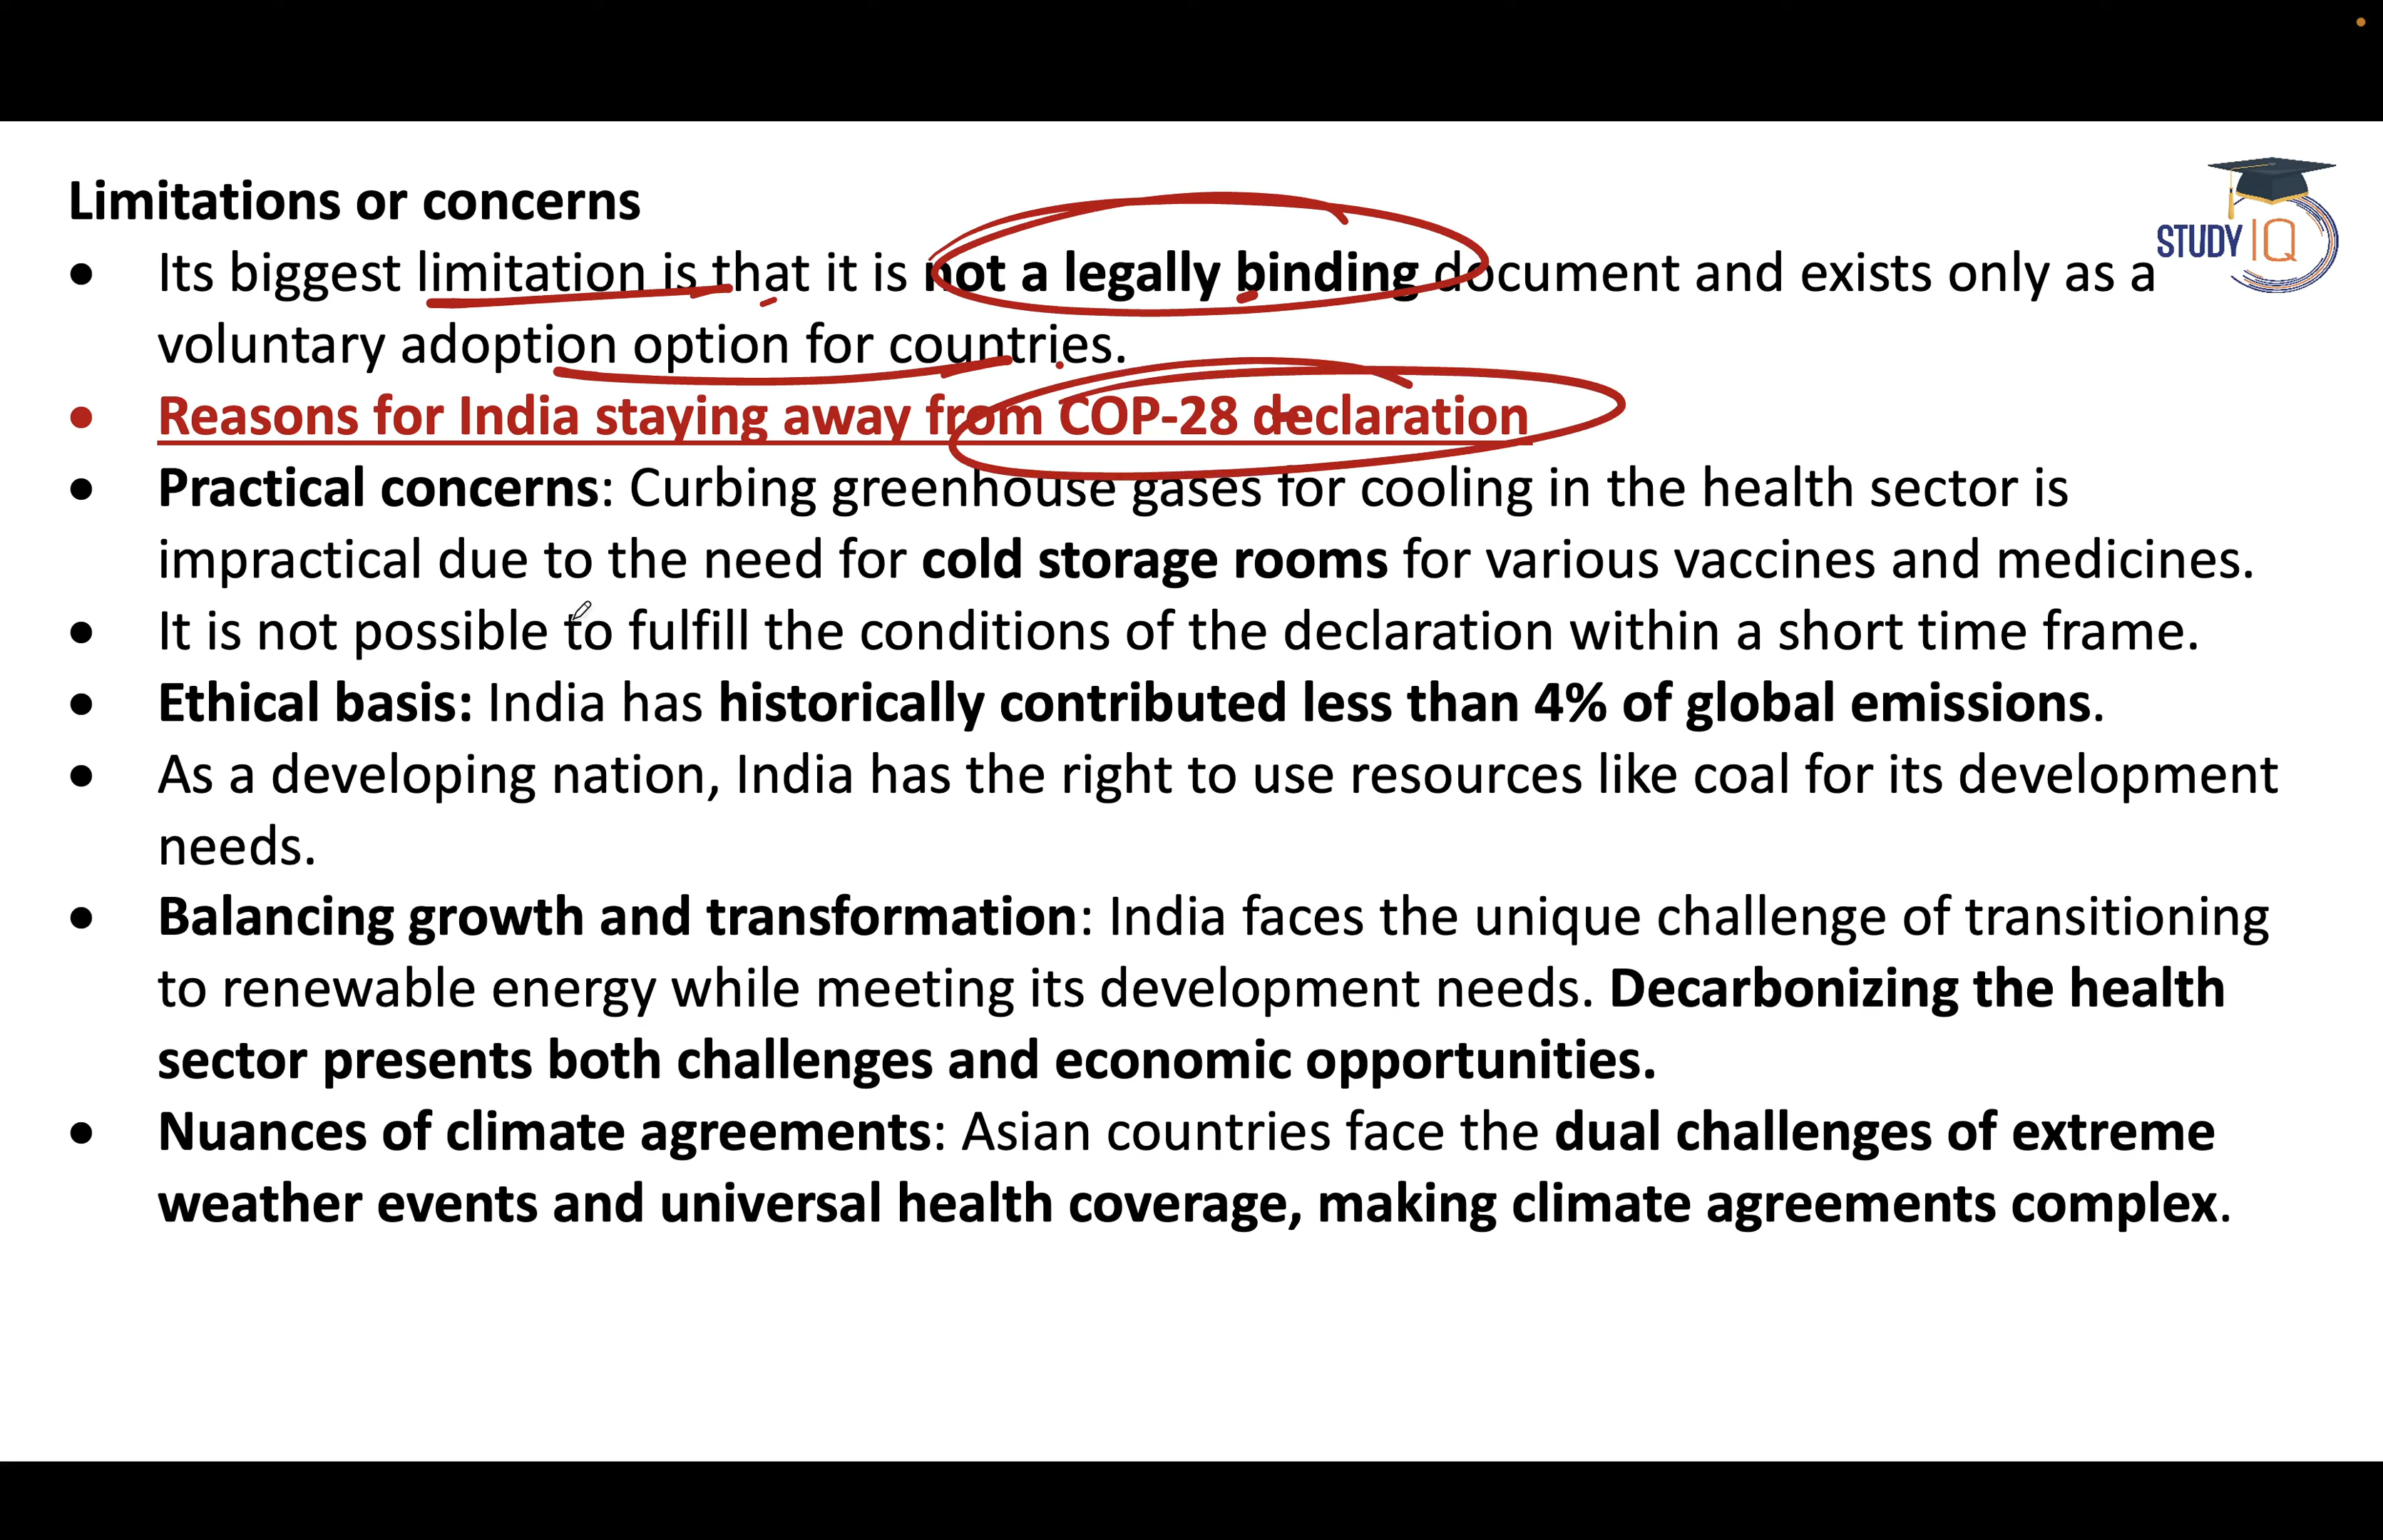 Limitations or concerns
STUDY IQ
• Its biggest limitation is that it is not a legally binding document and exists only as a
voluntary adoption option for countries.
• Reasons for India staying away from COP-28 declaration
• Practical concerns: Curbing greenhouse gases for cooling in the health sector is
impractical due to the need for cold storage rooms for various vaccines and medicines.
• It is not possible to fulfill the conditions of the declaration within a short time frame.
• Ethical basis: India has historically contributed less than 4% of global emissions.
• As a developing nation, India has the right to use resources like coal for its development
needs.
• Balancing growth and transformation: India faces the unique challenge of transitioning
to renewable energy while meeting its development needs. Decarbonizing the health
sector presents both challenges and economic opportunities.
• Nuances of climate agreements: Asian countries face the dual challenges of extreme
weather events and universal health coverage, making climate agreements complex.